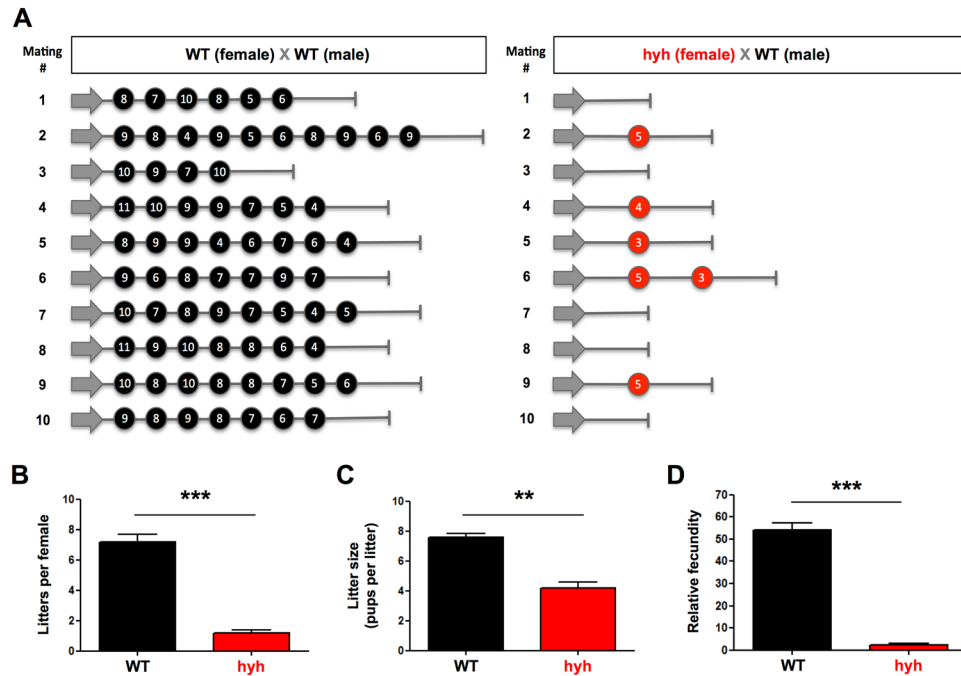 A
Mating
#
WT (female) X WT (male)
1 8 7 10 8 5 6
2 9 8 4 9 5 6 8 9 6 9
3 10 9 7 10
4 11 10 9 9 7 5 4
5 8 9 9 4 6 7 6 4
6 9 6 8 7 7 9 7
7 10 7 8 9 7 5 4 5
8 11 9 10 8 8 6 4
9 10 8 10 8 8 7 5 6
10 9 8 9 8 7 6 7
Mating
#
hyh (female) X WT (male)
1
2 5
3
4 4
5 3
6 5 3
7
8
9 5
10
B
Litters per female
10
8
6
4
2
0
***
WT hyh
C
Litter size
(pups per litter)
8
6
4
2
0
**
WT hyh
D
Relative fecundity
70
60
50
40
30
20
10
0
***
WT hyh